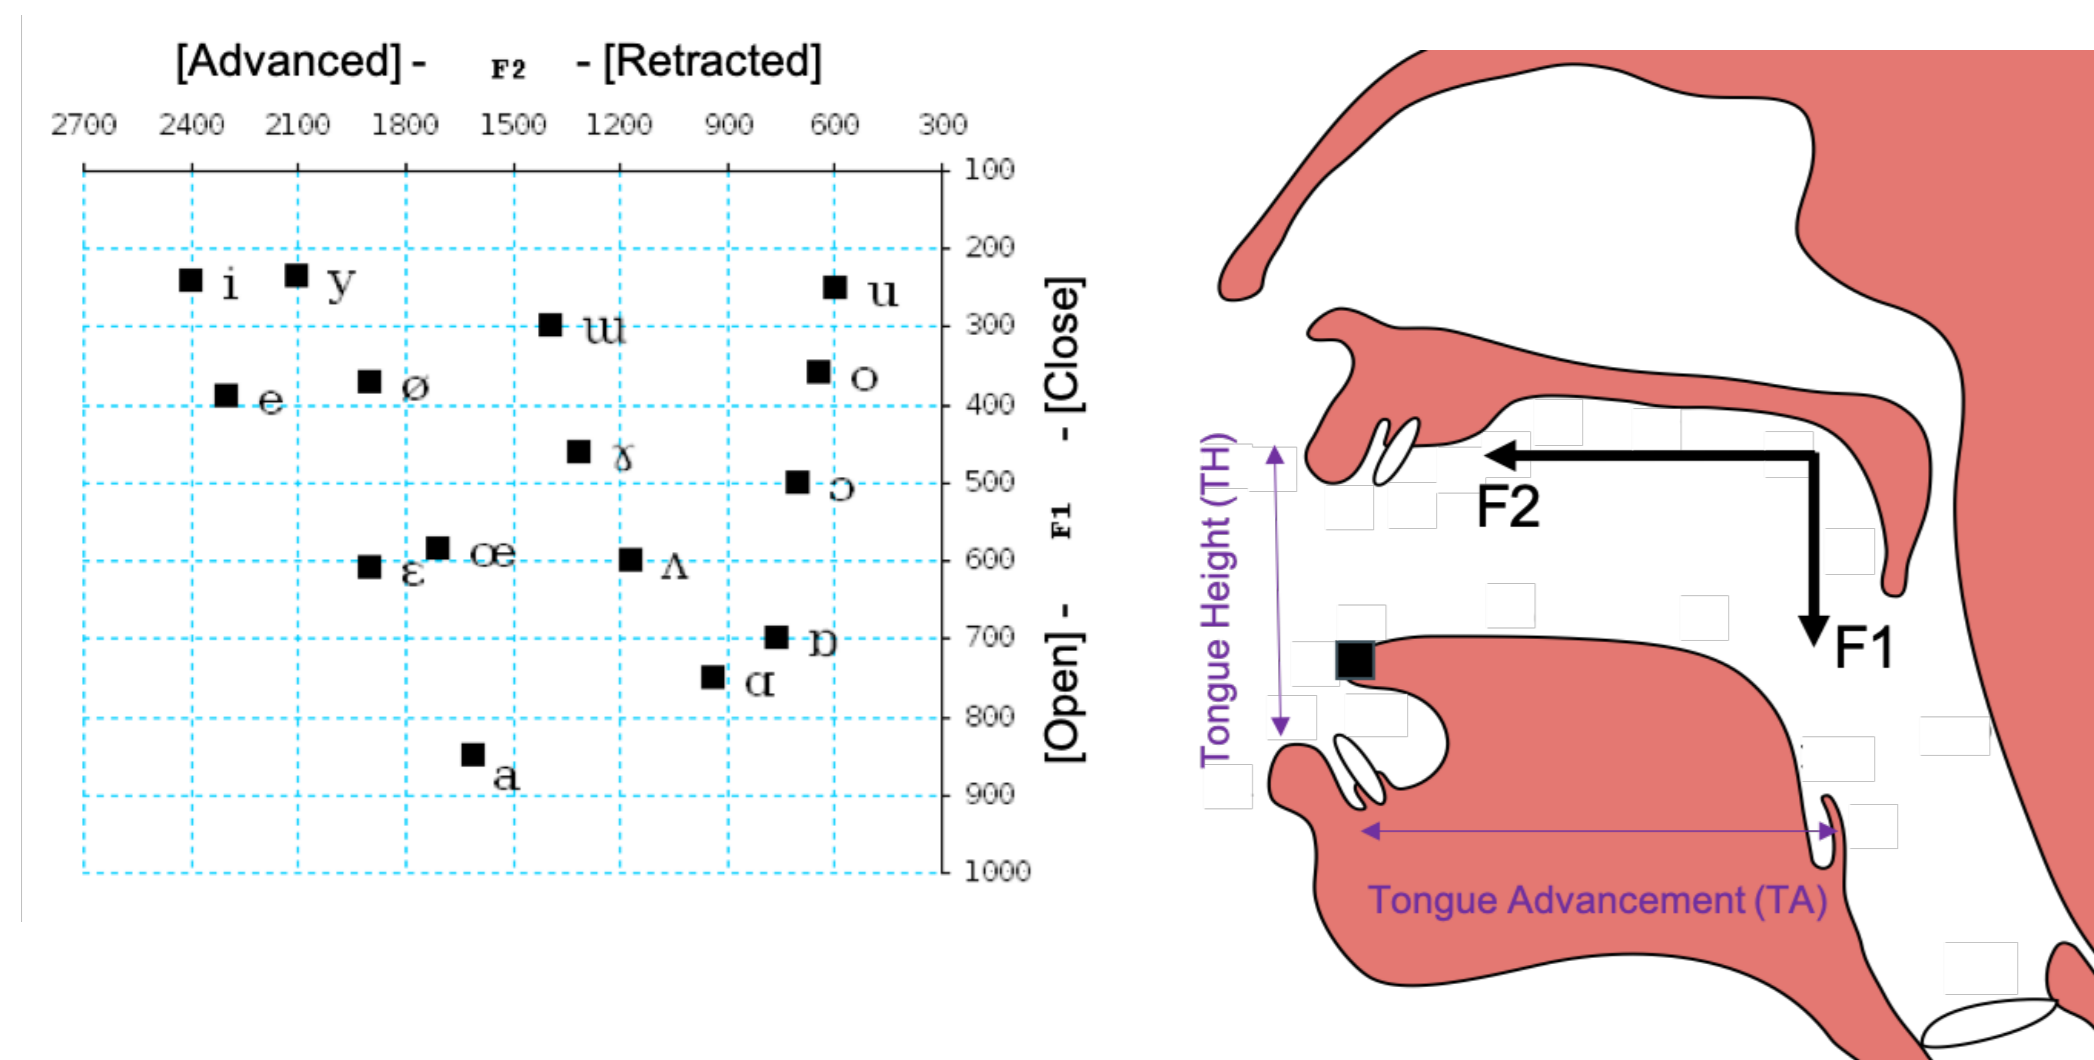 [Advanced] - F2 - [Retracted]
2700 2400 2100 1800 1500 1200 900 600 300
100
200
300
400
500
600
700
800
900
1000
i
y
u
ɯ
o
e
ø
ɤ
ɔ
œ
ɛ
ʌ
ɒ
ɑ
a
[Open] - F1 - [Close]
Tongue Height (TH)
F2
F1
Tongue Advancement (TA)